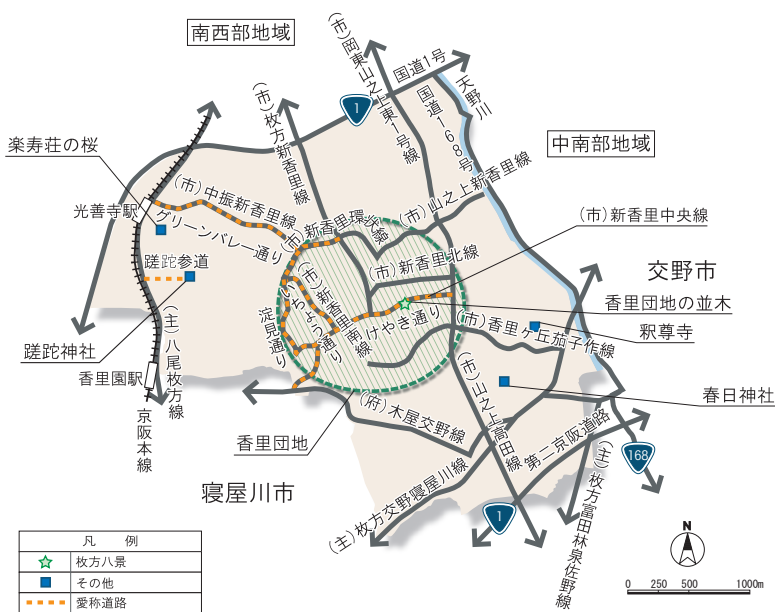 南西部地域
(市)岡東山之上東1号線
国道1号
天野川
国道168号
1
(市)枚方新香里線
中南部地域
楽寿荘の桜
(市)中振新香里線
グリーンバレー通り
光善寺駅
(市)新香里環状線
(市)山之上新香里線
(市)新香里中央線
蹉跎参道
(市)新香里北線
交野市
香里団地の並木
(市)新香里南線
いちょう通り
けやき通り
淀見通り
(市)香里ケ丘茄子作線
釈尊寺
蹉跎神社
(主)八尾枚方線
香里園駅
京阪本線
(市)山之上高田線
春日神社
(府)木屋交野線
香里団地
寝屋川市
(主)枚方交野寝屋川線
第二京阪道路
1
168
(主)枚方富田林泉佐野線
凡 例
枚方八景
その他
愛称道路
N
0 250 500 1000m